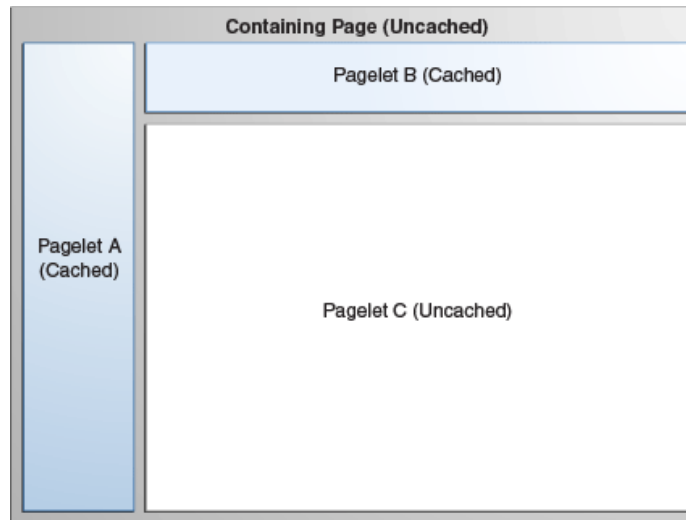 Containing Page (Uncached)
Pagelet B (Cached)
Pagelet A
(Cached)
Pagelet C (Uncached)